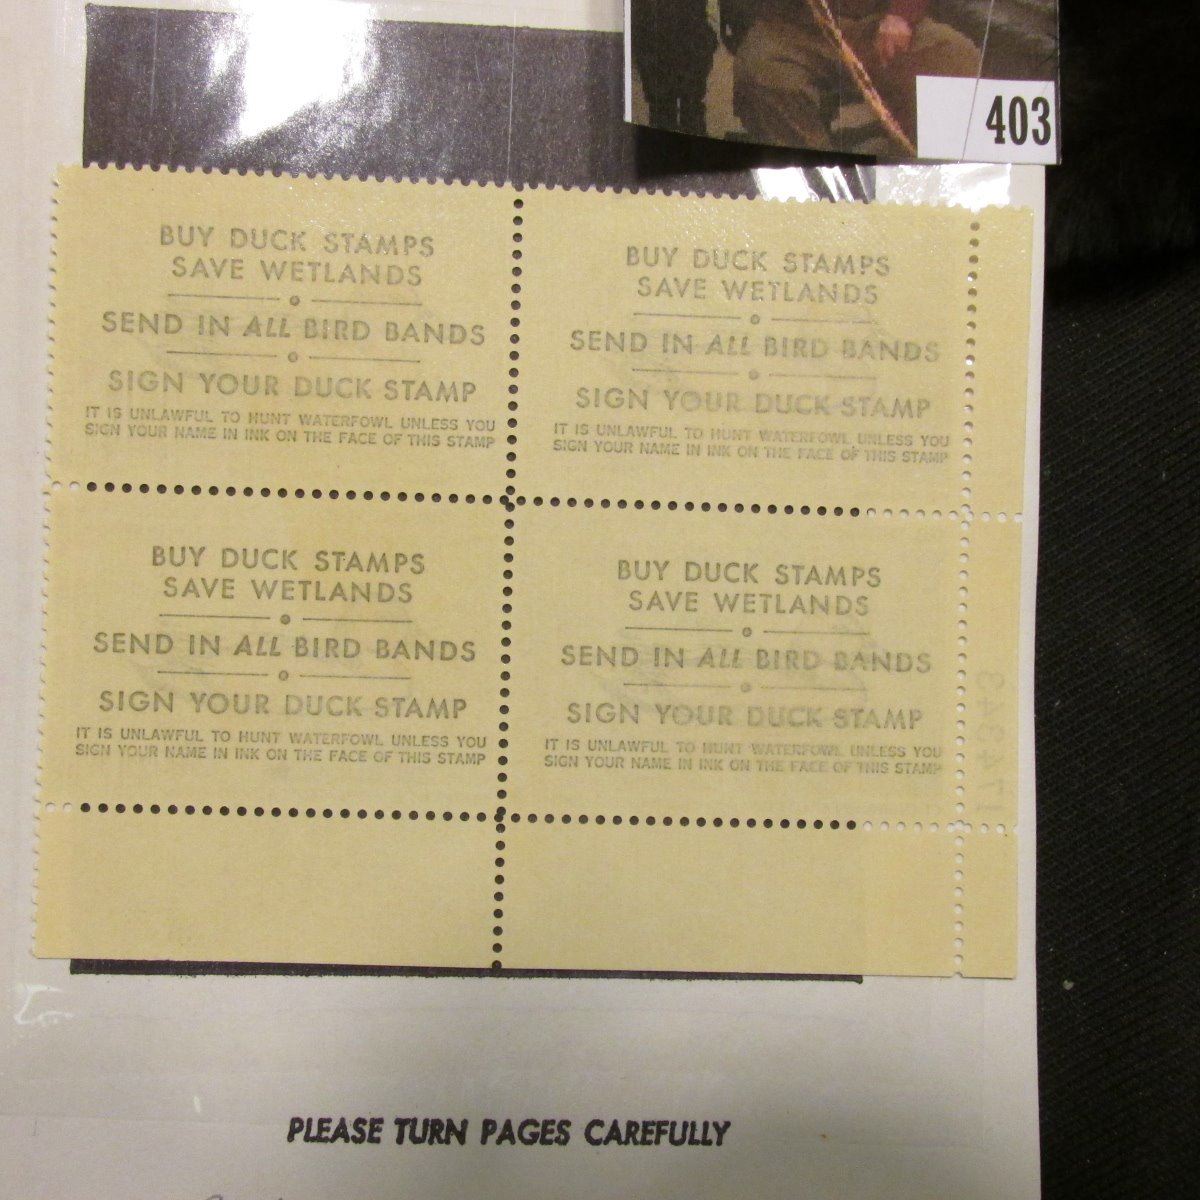 403
BUY DUCK STAMPS
SAVE WETLANDS
SEND IN ALL BIRD BANDS
SIGN YOUR DUCK STAMP
IT IS UNLAWFUL TO HUNT WATERFOWL UNLESS YOU
SIGN YOUR NAME IN INK ON THE FACE OF THIS STAMP
BUY DUCK STAMPS
SAVE WETLANDS
SEND IN ALL BIRD BANDS
SIGN YOUR DUCK STAMP
IT IS UNLAWFUL TO HUNT WATERFOWL UNLESS YOU
SIGN YOUR NAME IN INK ON THE FACE OF THIS STAMP
BUY DUCK STAMPS
SAVE WETLANDS
SEND IN ALL BIRD BANDS
SIGN YOUR DUCK STAMP
IT IS UNLAWFUL TO HUNT WATERFOWL UNLESS YOU
SIGN YOUR NAME IN INK ON THE FACE OF THIS STAMP
BUY DUCK STAMPS
SAVE WETLANDS
SEND IN ALL BIRD BANDS
SIGN YOUR DUCK STAMP
IT IS UNLAWFUL TO HUNT WATERFOWL UNLESS YOU
SIGN YOUR NAME IN INK ON THE FACE OF THIS STAMP
PLEASE TURN PAGES CAREFULLY